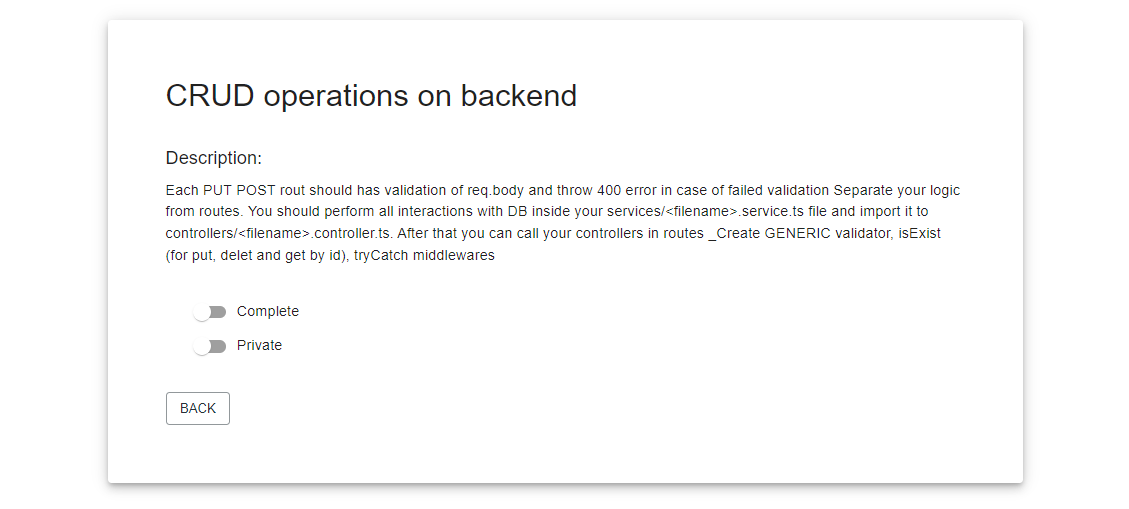 CRUD operations on backend
Description:
Each PUT POST rout should has validation of req.body and throw 400 error in case of failed validation Separate your logic
from routes. You should perform all interactions with DB inside your services/<filename>.service.ts file and import it to
controllers/<filename>.controller.ts. After that you can call your controllers in routes _Create GENERIC validator, isExist
(for put, delet and get by id), tryCatch middlewares
Complete
Private
BACK